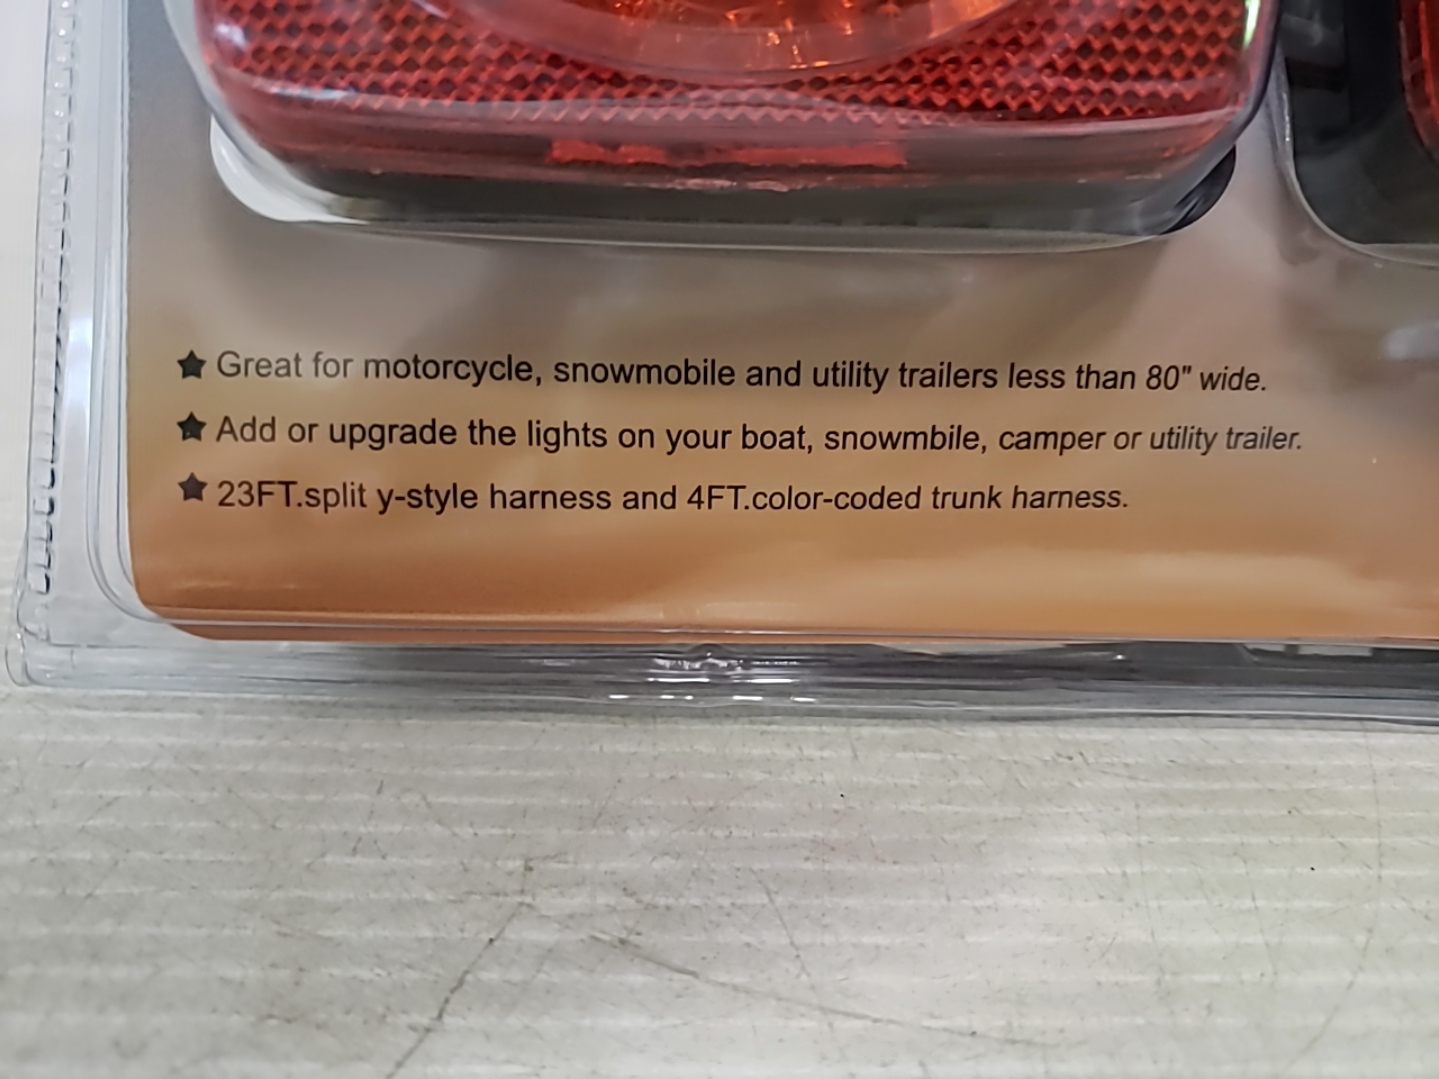 ★ Great for motorcycle, snowmobile and utility trailers less than 80" wide.
★ Add or upgrade the lights on your boat, snowmbile, camper or utility trailer.
★ 23FT.split y-style harness and 4FT.color-coded trunk harness.